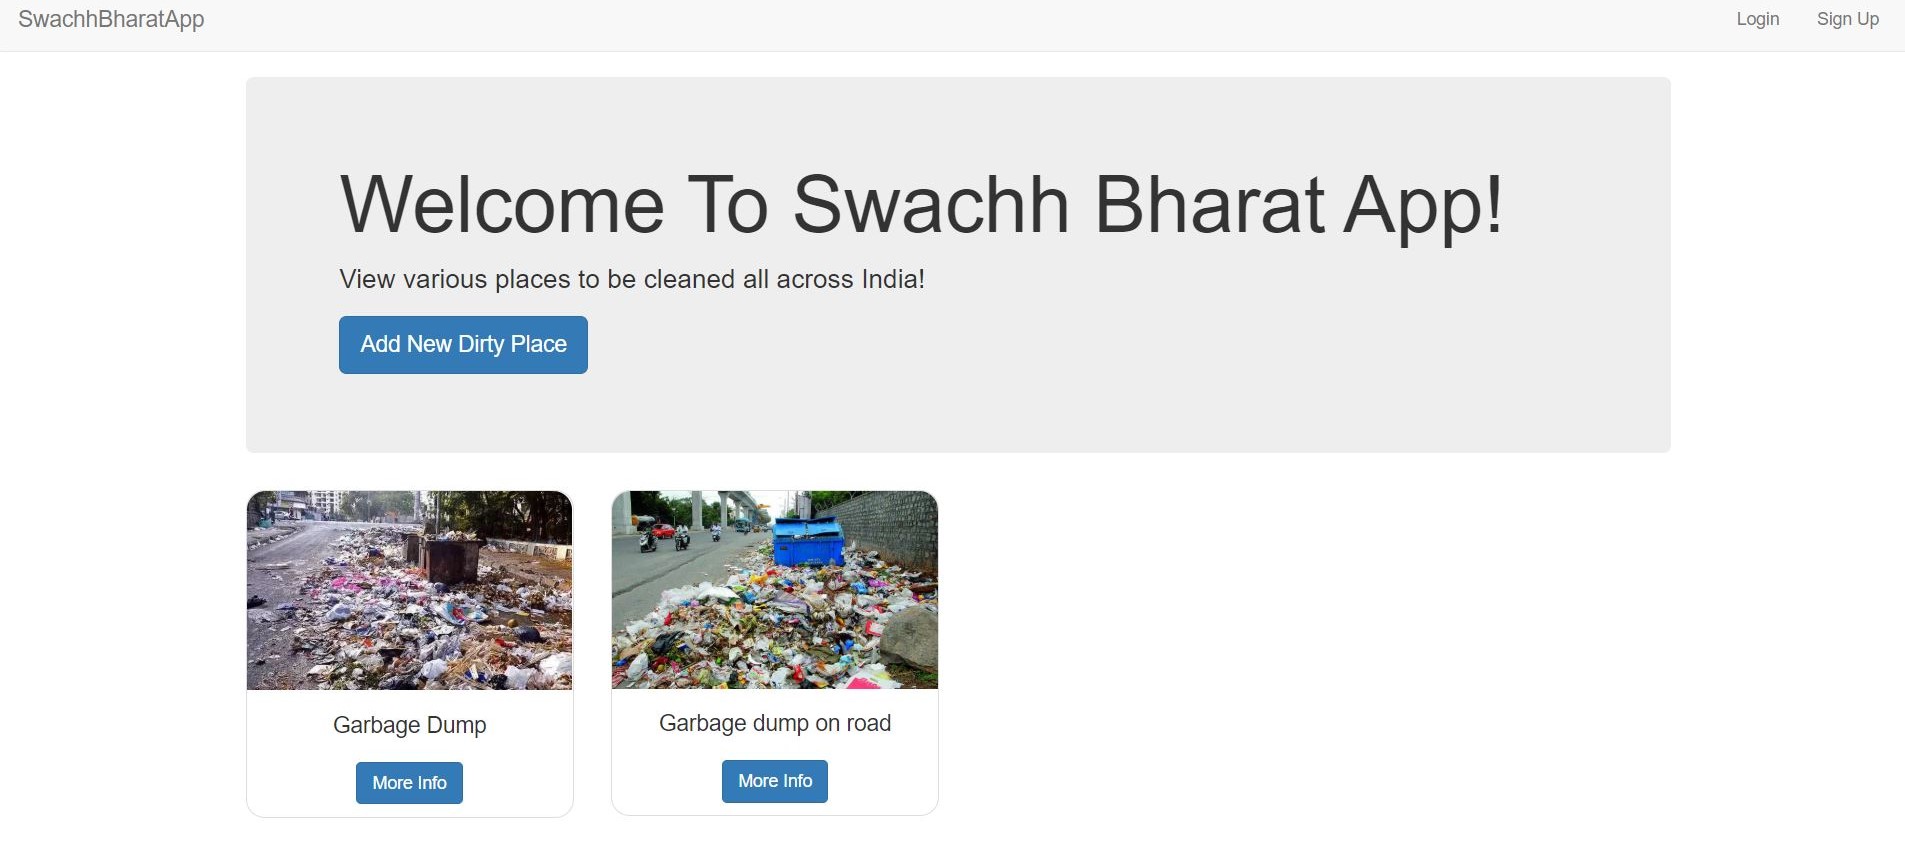 SwachhBharatApp
Login
Sign Up
Welcome To Swachh Bharat App!
View various places to be cleaned all across India!
Add New Dirty Place
Garbage Dump
More Info
Garbage dump on road
More Info